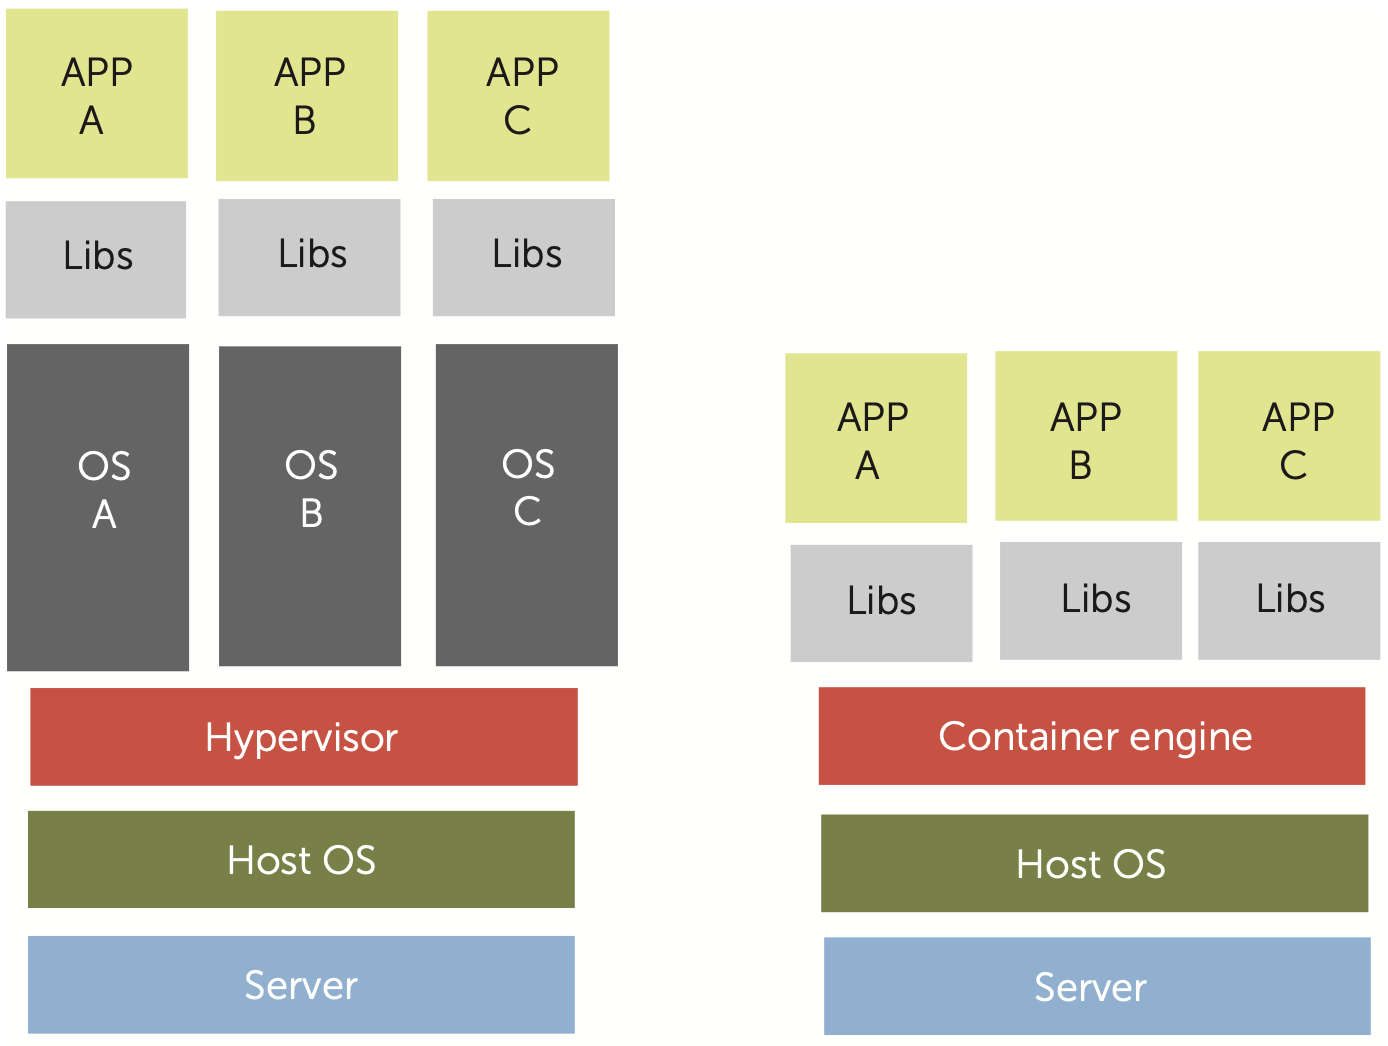 APP
A
APP
B
APP
C
Libs
Libs
Libs
OS
A
OS
B
OS
C
Hypervisor
Host OS
Server
APP
A
APP
B
APP
C
Libs
Libs
Libs
Container engine
Host OS
Server